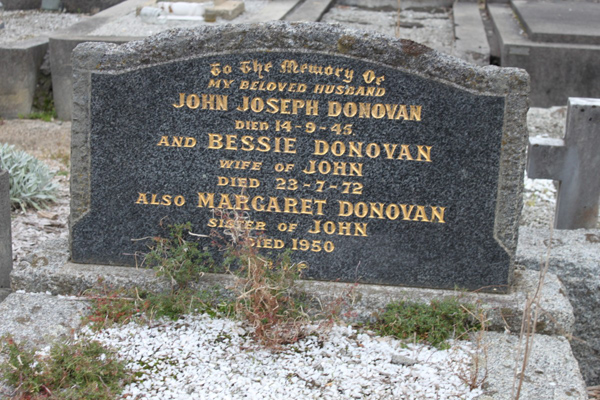 To The Memory Of
MY BELOVED HUSBAND
JOHN JOSEPH DONOVAN
DIED 14-9-45
AND BESSIE DONOVAN
WIFE OF JOHN
DIED 23-7-72
ALSO MARGARET DONOVAN
SISTER OF JOHN
DIED 1950